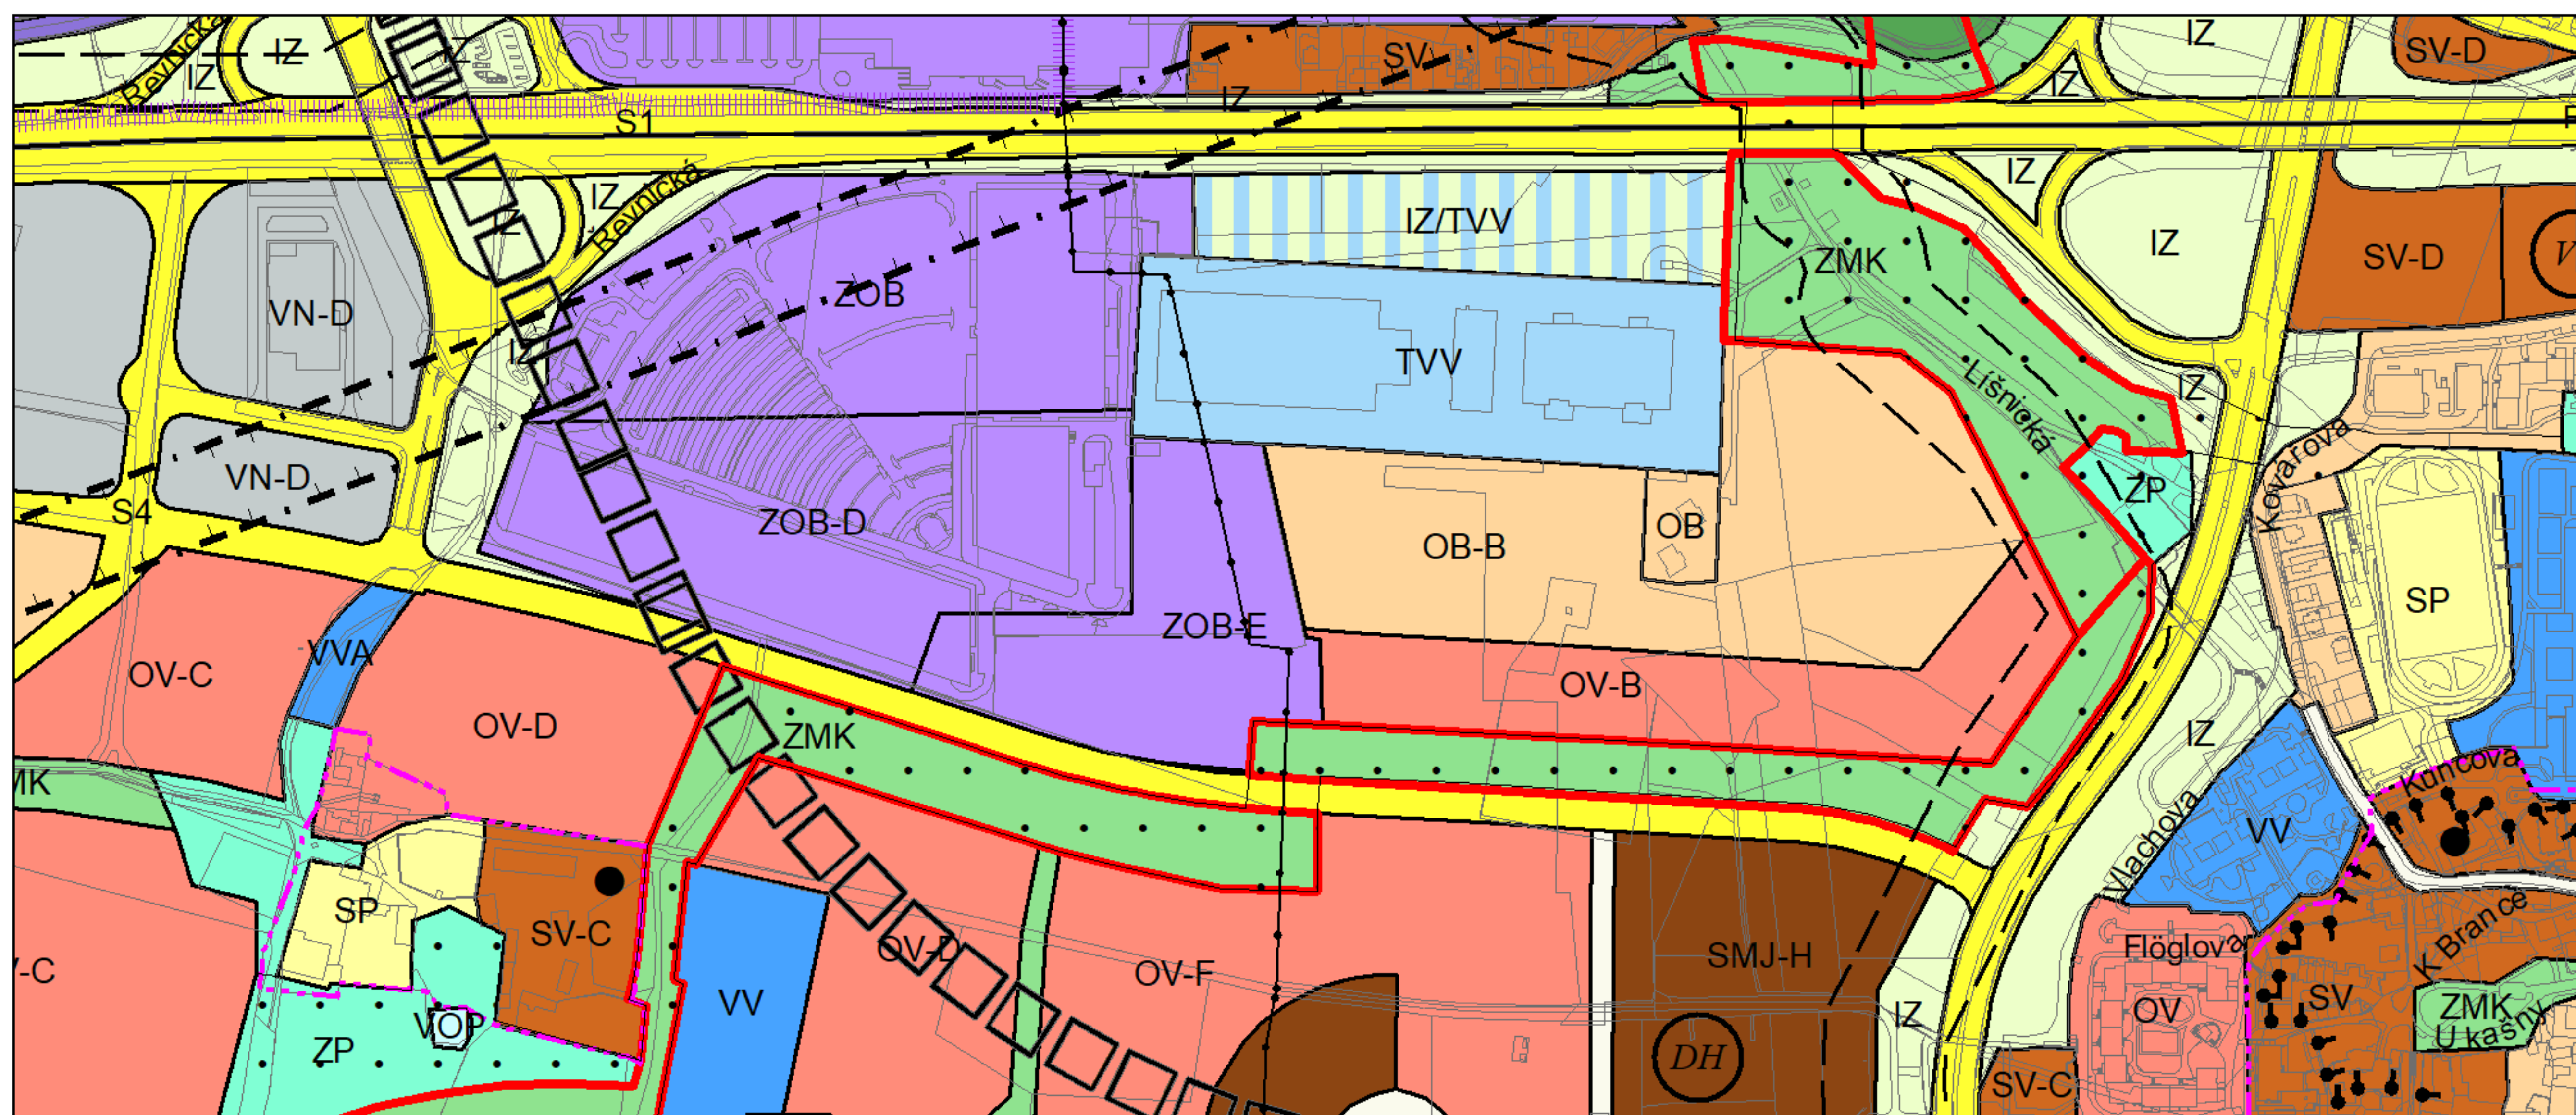 IZ
SV-D
Řevnická
IZ
IZ
SV
IZ
IZ
IZ
S1
IZ
IZ
Řevnická
IZ
IZ
IZ/TVV
IZ
SV-D
ZMK
ZOB
VN-D
IZ
TVV
Líšnická
IZ
VN-D
S4
ZOB-D
OB-B
OB
ZP
Kovářova
SP
ZOB-E
VVA
OV-C
OV-B
OV-D
ZMK
IZ
Kuncova
MK
VV
Vlachova
SP
SV-C
OV-D
OV-F
SMJ-H
Flöglova
K Brance
-C
VV
VOP
ZP
DH
IZ
OV
SV
ZMK
U kašny
SV-C